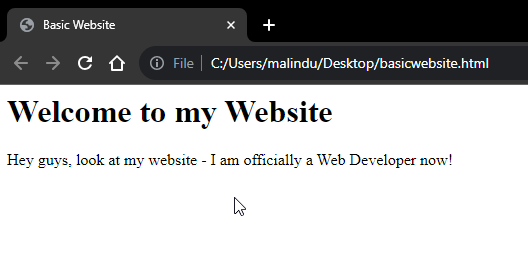 Basic Website
File C:/Users/malindu/Desktop/basicwebsite.html
Welcome to my Website
Hey guys, look at my website - I am officially a Web Developer now!